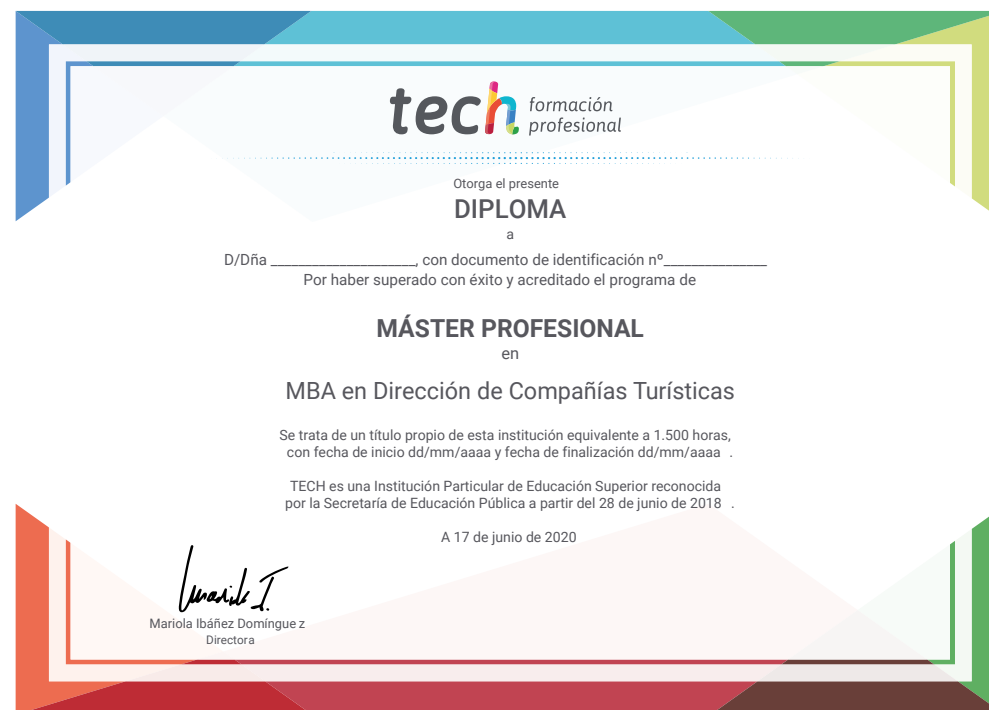 tech formación
profesional
Otorga el presente
DIPLOMA
a
D/Dña _____________________, con documento de identificación nº_______________
Por haber superado con éxito y acreditado el programa de
MÁSTER PROFESIONAL
en
MBA en Dirección de Compañías Turísticas
Se trata de un título propio de esta institución equivalente a 1.500 horas,
con fecha de inicio dd/mm/aaaa y fecha de finalización dd/mm/aaaa .
TECH es una Institución Particular de Educación Superior reconocida
por la Secretaría de Educación Pública a partir del 28 de junio de 2018 .
A 17 de junio de 2020
Mariola Ibáñez Domíngue z
Directora